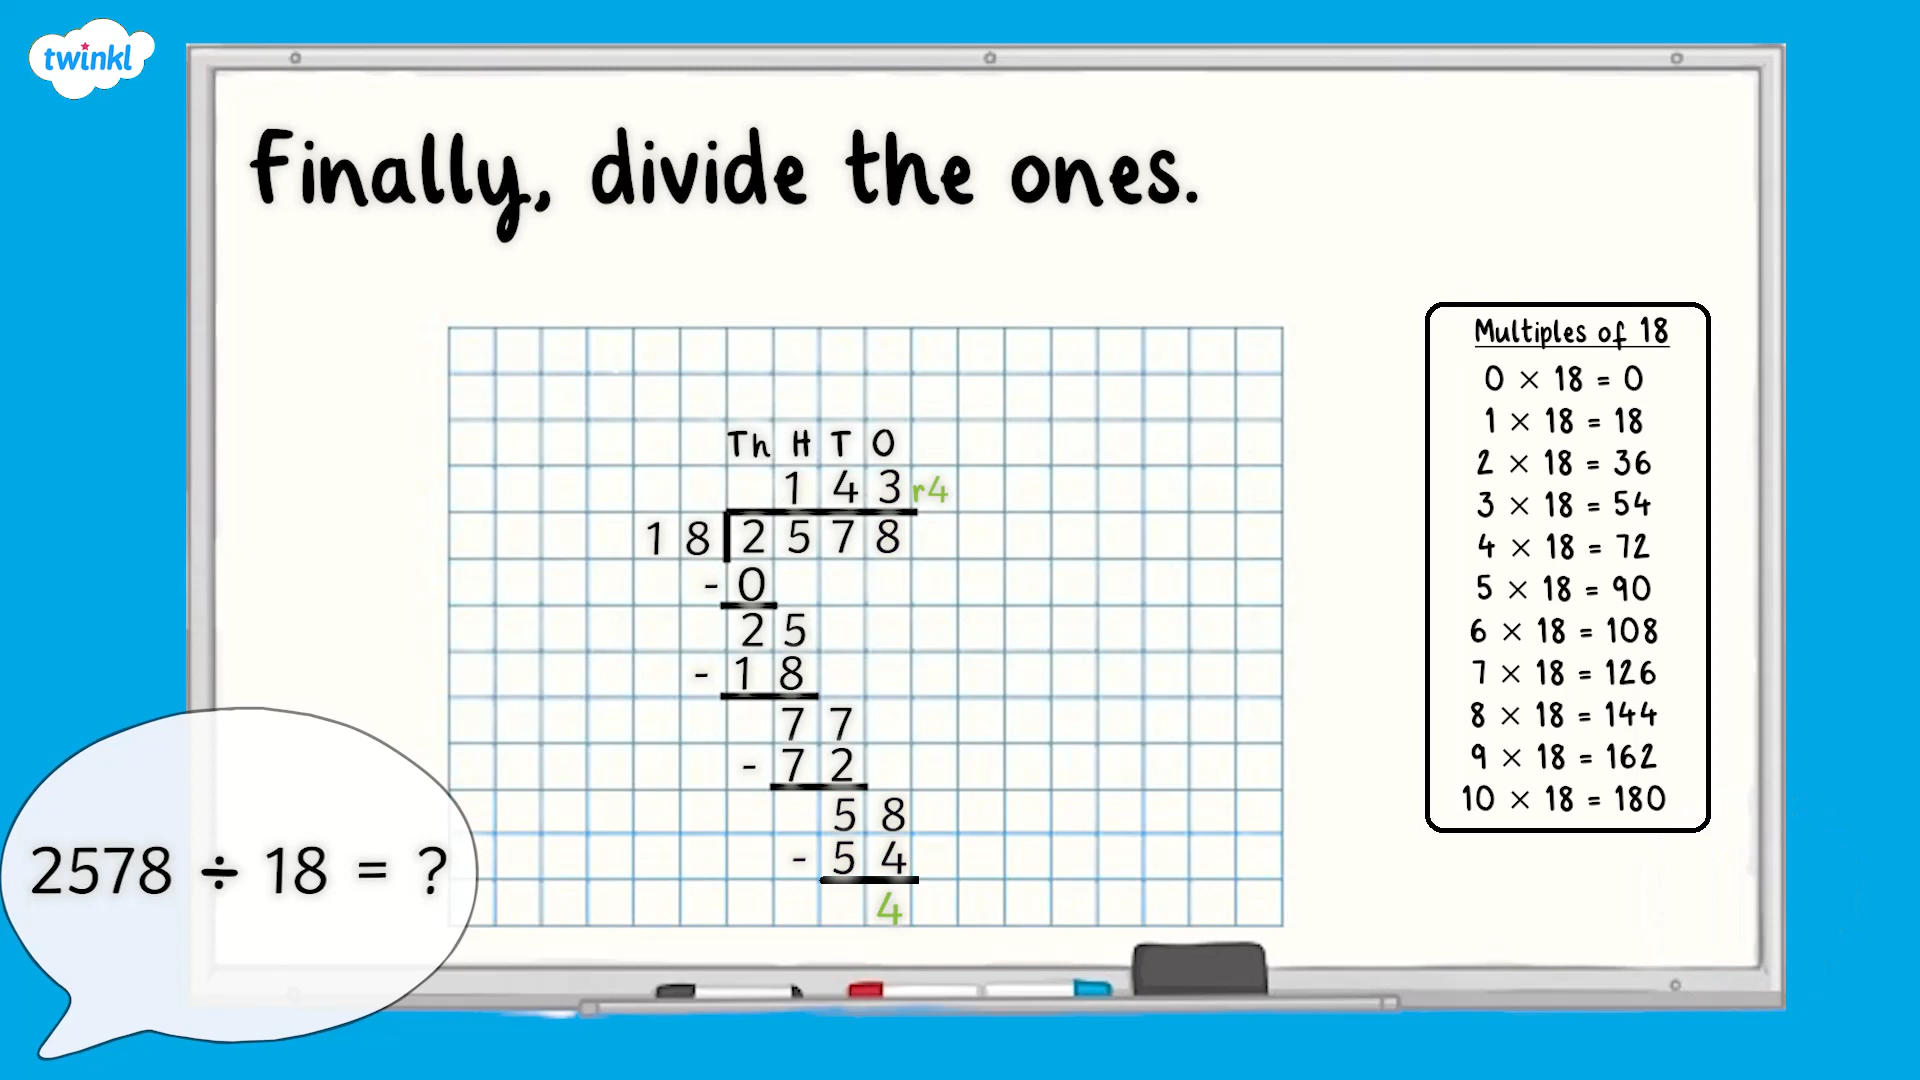 twinkl
Finally, divide the ones.
Th H T O
1 4 3 r4
1 8 2 5 7 8
- 0
2 5
- 1 8
7 7
- 7 2
5 8
- 5 4
4
Multiples of 18
0 × 18 = 0
1 × 18 = 18
2 × 18 = 36
3 × 18 = 54
4 × 18 = 72
5 × 18 = 90
6 × 18 = 108
7 × 18 = 126
8 × 18 = 144
9 × 18 = 162
10 × 18 = 180
2578 ÷ 18 = ?